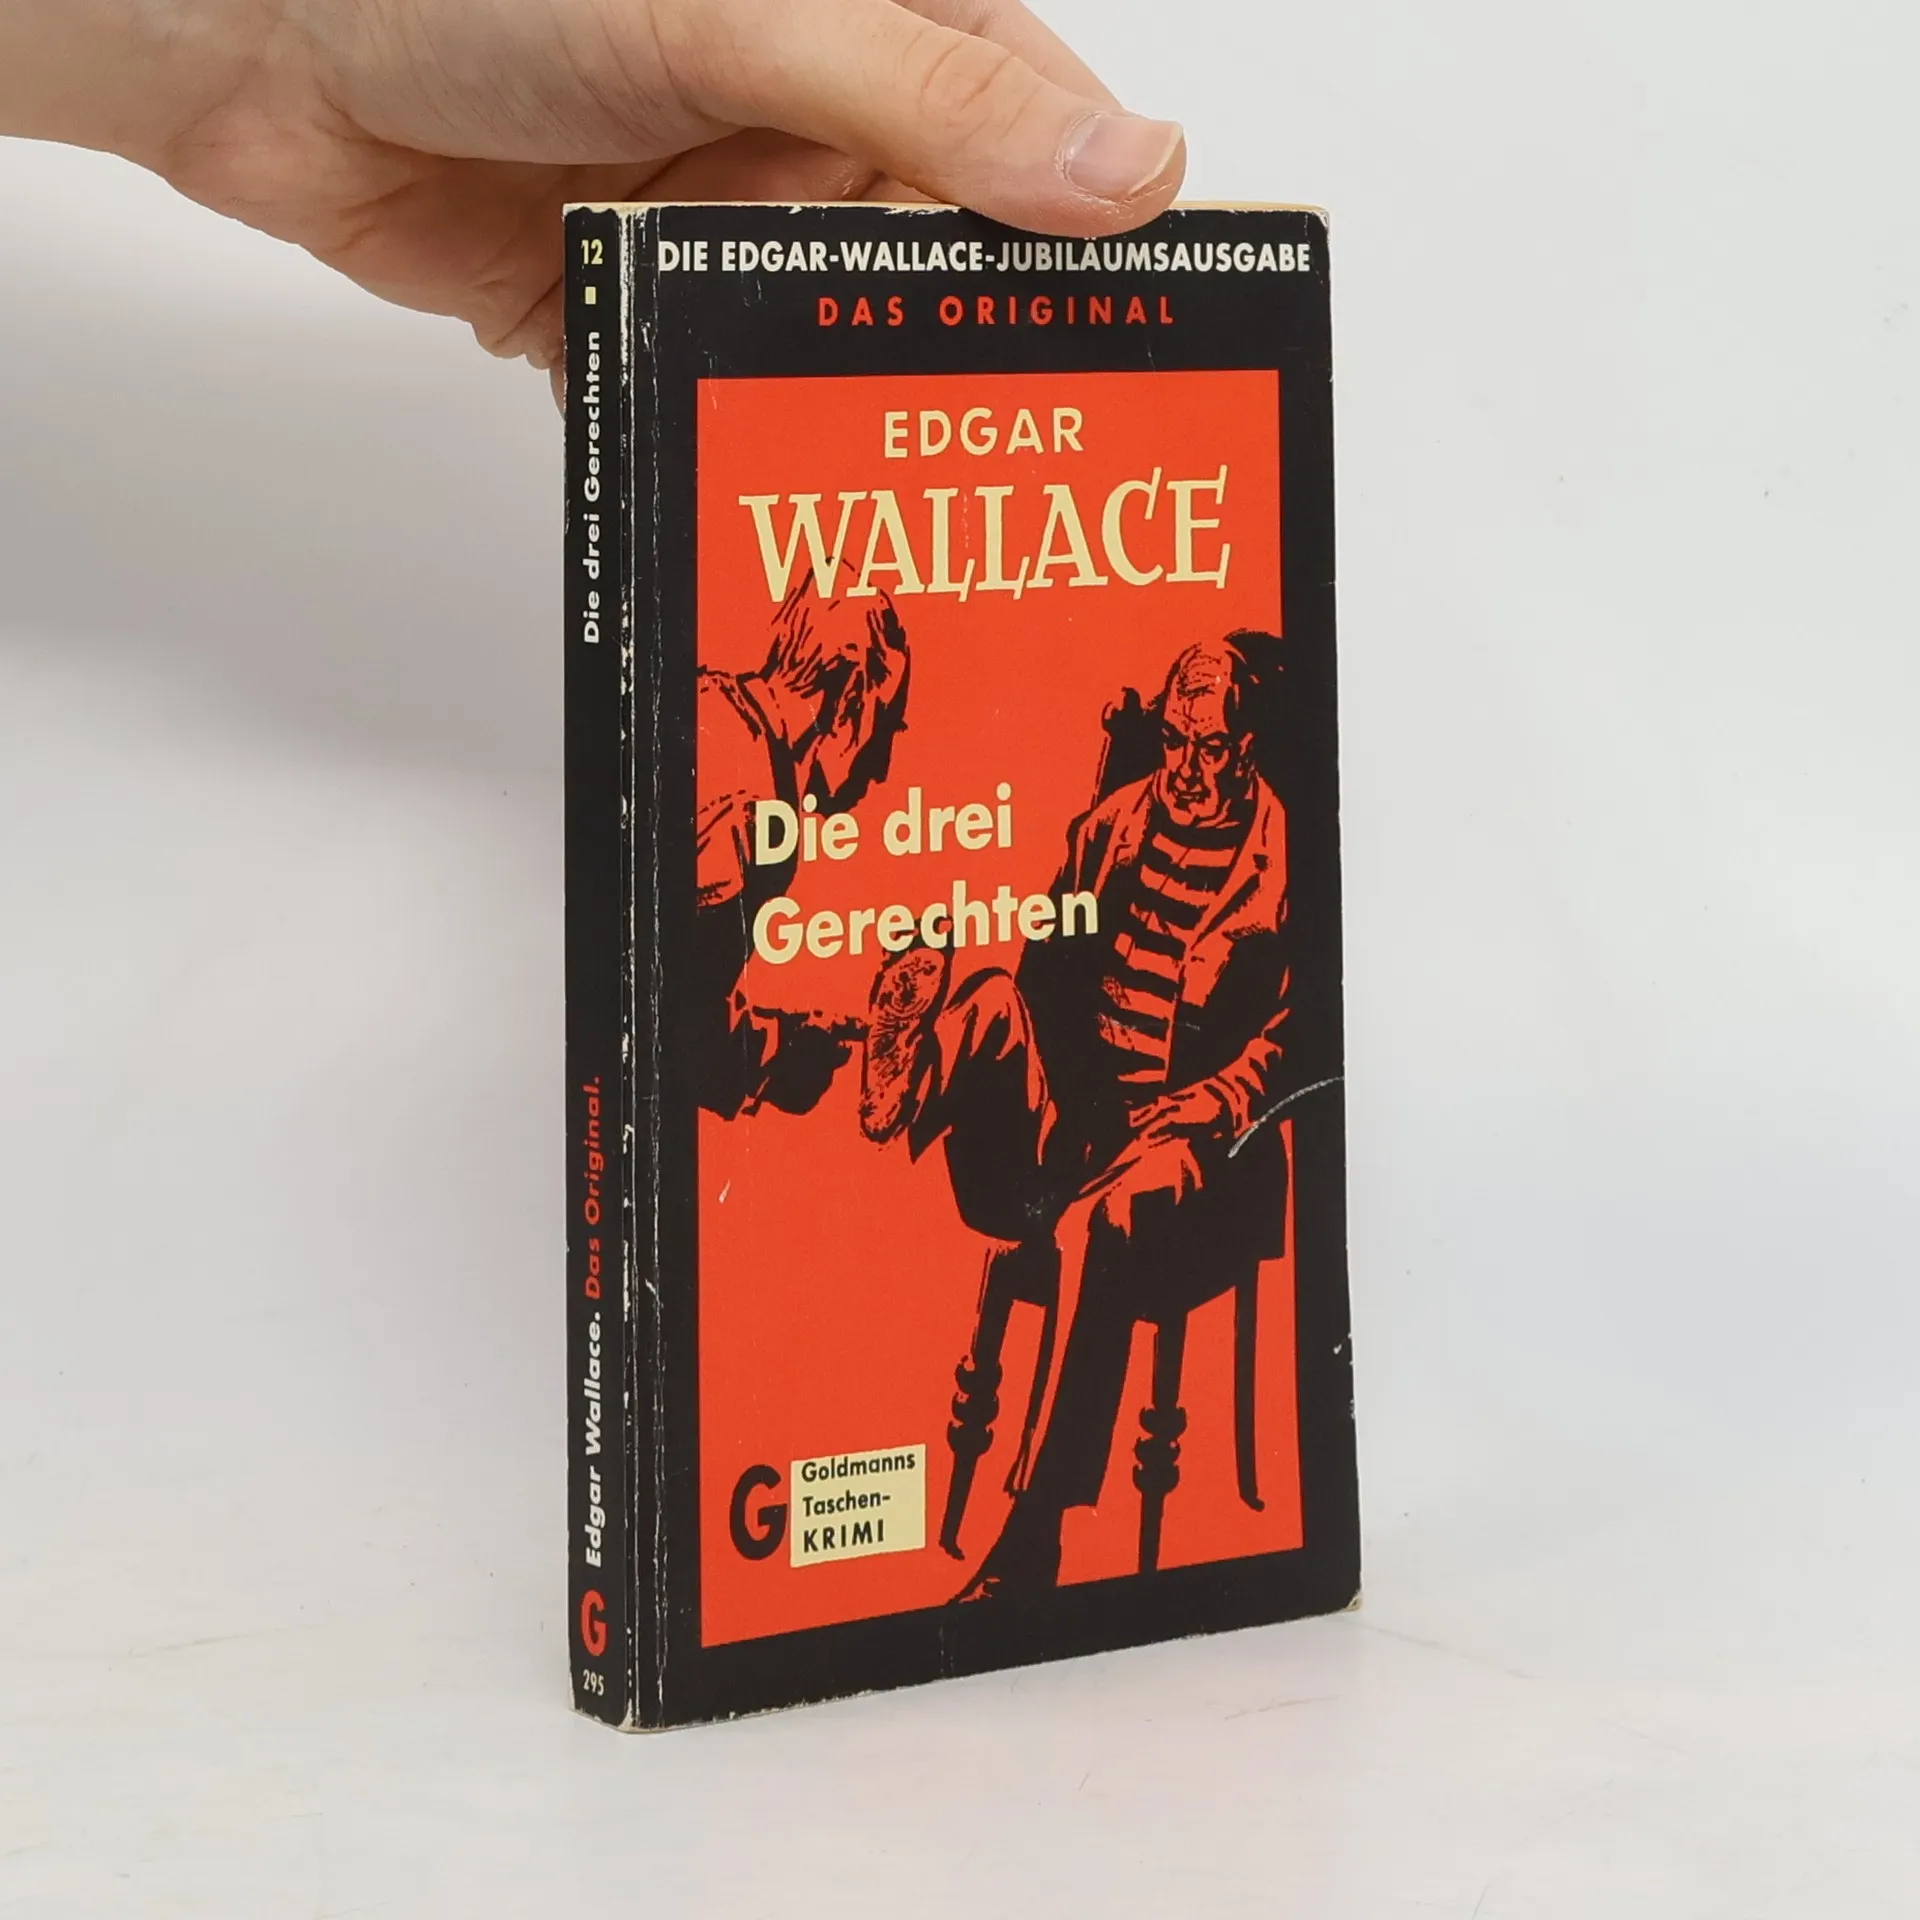 DIE EDGAR-WALLACE-JUBILÄUMSAUSGABE
DAS ORIGINAL
EDGAR
WALLACE
Die drei
Gerechten
G
Goldmanns
Taschen-
KRIMI
12 ■ Die drei Gerechten
Edgar Wallace. Das Original.
G
295